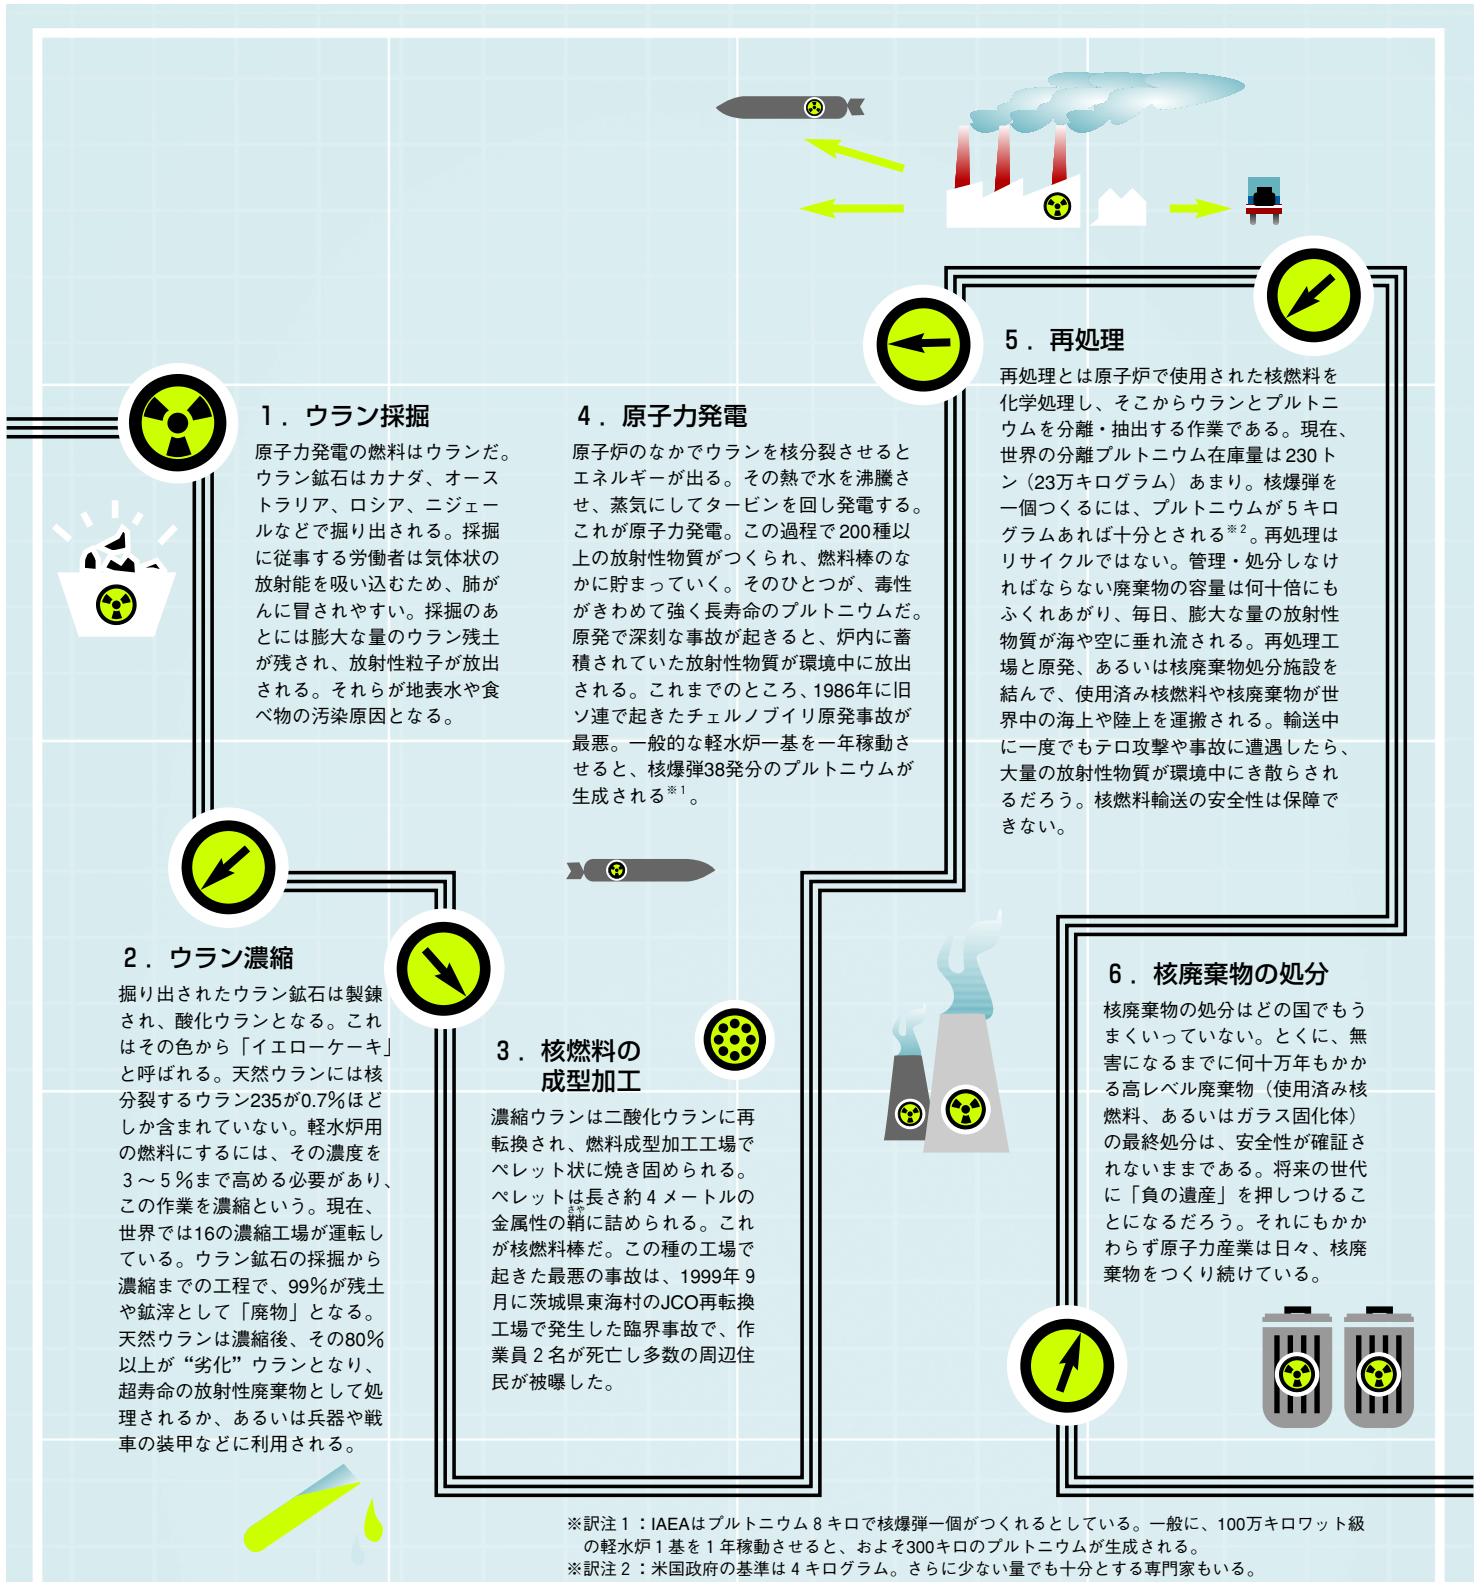 1．ウラン採掘
原子力発電の燃料はウランだ。
ウラン鉱石はカナダ、オース
トラリア、ロシア、ニジェー
ルなどで掘り出される。採掘
に従事する労働者は気体状の
放射能を吸い込むため、肺が
んに冒されやすい。採掘のあ
とには膨大な量のウラン残土
が残され、放射性粒子が放出
される。それらが地表水や食
べ物の汚染原因となる。
2．ウラン濃縮
掘り出されたウラン鉱石は製錬
され、酸化ウランとなる。これ
はその色から「イエローケーキ」
と呼ばれる。天然ウランには核
分裂するウラン235が0.7％ほど
しか含まれていない。軽水炉用
の燃料にするには、その濃度を
3～5％まで高める必要があり、
この作業を濃縮という。現在、
世界では16の濃縮工場が運転し
ている。ウラン鉱石の採掘から
濃縮までの工程で、99％が残土
や鉱滓として「廃物」となる。
天然ウランは濃縮後、その80％
以上が“劣化”ウランとなり、
超寿命の放射性廃棄物として処
理されるか、あるいは兵器や戦
車の装甲などに利用される。
3．核燃料の
成型加工
濃縮ウランは二酸化ウランに再
転換され、燃料成型加工工場で
ペレット状に焼き固められる。
ペレットは長さ約4メートルの
さや
金属性の鞘に詰められる。これ
が核燃料棒だ。この種の工場で
起きた最悪の事故は、1999年9
月に茨城県東海村のJCO再転換
工場で発生した臨界事故で、作
業員2名が死亡し多数の周辺住
民が被曝した。
4．原子力発電
原子炉のなかでウランを核分裂させると
エネルギーが出る。その熱で水を沸騰さ
せ、蒸気にしてタービンを回し発電する。
これが原子力発電。この過程で200種以
上の放射性物質がつくられ、燃料棒のな
かに貯まっていく。そのひとつが、毒性
がきわめて強く長寿命のプルトニウムだ。
原発で深刻な事故が起きると、炉内に蓄
積されていた放射性物質が環境中に放出
される。これまでのところ、1986年に旧
ソ連で起きたチェルノブイリ原発事故が
最悪。一般的な軽水炉一基を一年稼動さ
せると、核爆弾38発分のプルトニウムが
生成される※1。
5．再処理
再処理とは原子炉で使用された核燃料を
化学処理し、そこからウランとプルトニ
ウムを分離・抽出する作業である。現在、
世界の分離プルトニウム在庫量は230ト
ン（23万キログラム）あまり。核爆弾を
一個つくるには、プルトニウムが5キロ
グラムあれば十分とされる※2。再処理は
リサイクルではない。管理・処分しなけ
ればならない廃棄物の容量は何十倍にも
ふくれあがり、毎日、膨大な量の放射性
物質が海や空に垂れ流される。再処理工
場と原発、あるいは核廃棄物処分施設を
結んで、使用済み核燃料や核廃棄物が世
界中の海上や陸上を運搬される。輸送中
に一度でもテロ攻撃や事故に遭遇したら、
大量の放射性物質が環境中にき散らされ
るだろう。核燃料輸送の安全性は保障で
きない。
6．核廃棄物の処分
核廃棄物の処分はどの国でもう
まくいっていない。とくに、無
害になるまでに何十万年もかか
る高レベル廃棄物（使用済み核
燃料、あるいはガラス固化体）
の最終処分は、安全性が確証さ
れないままである。将来の世代
に「負の遺産」を押しつけるこ
とになるだろう。それにもかか
わらず原子力産業は日々、核廃
棄物をつくり続けている。
※訳注1：IAEAはプルトニウム8キロで核爆弾一個がつくれるとしている。一般に、100万キロワット級
の軽水炉1基を1年稼動させると、およそ300キロのプルトニウムが生成される。
※訳注2：米国政府の基準は4キログラム。さらに少ない量でも十分とする専門家もいる。